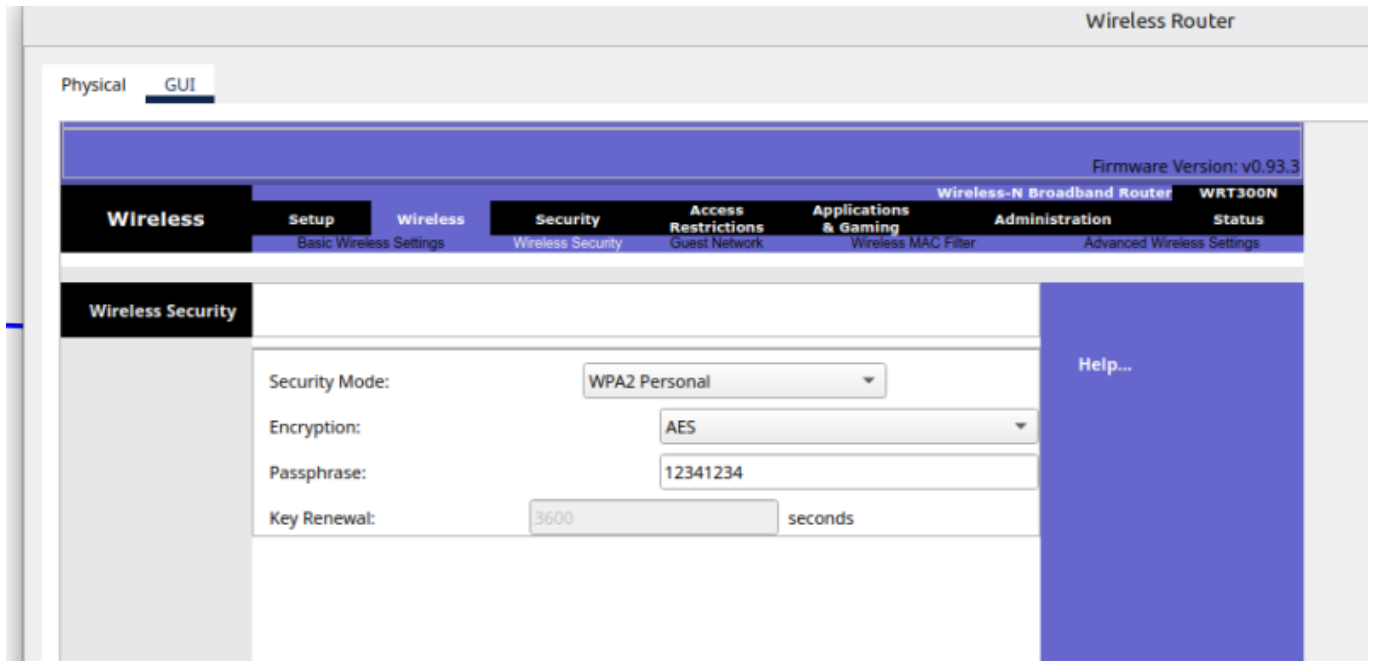 Wireless Router
Physical GUI
Firmware Version: v0.93.3
Wireless-N Broadband Router WRT300N
Wireless Setup Wireless Security Access Restrictions Applications & Gaming Administration Status
Basic Wireless Settings Wireless Security Guest Network Wireless MAC Filter Advanced Wireless Settings
Wireless Security
Help...
Security Mode: WPA2 Personal
Encryption: AES
Passphrase: 12341234
Key Renewal: 3600 seconds